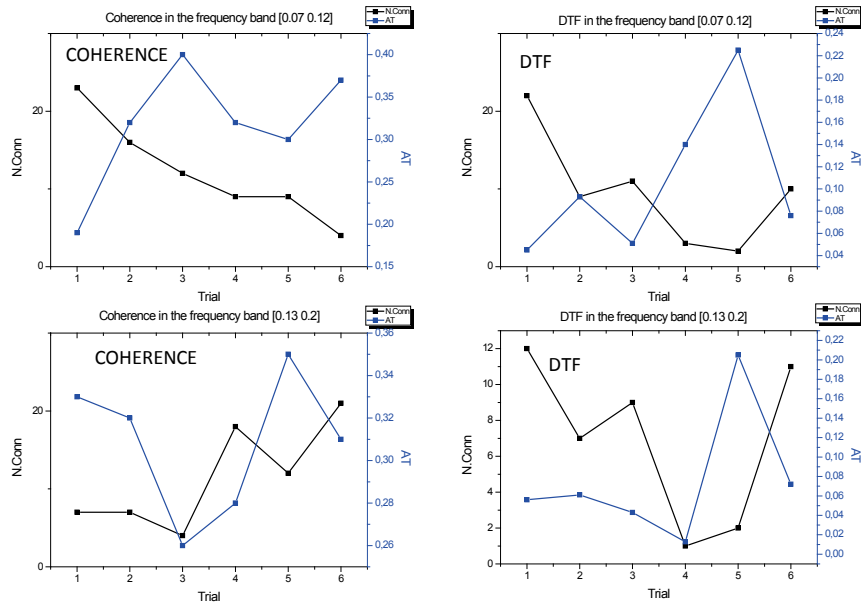 Coherence in the frequency band [0.07 0.12]
N.Conn
AT
COHERENCE
20
0
N.Conn
0,40
0,35
0,30
0,25
0,20
0,15
AT
1 2 3 4 5 6
Trial
DTF in the frequency band [0.07 0.12]
N.Conn
AT
DTF
20
0
N.Conn
0,24
0,22
0,20
0,18
0,16
0,14
0,12
0,10
0,08
0,06
0,04
AT
1 2 3 4 5 6
Trial
Coherence in the frequency band [0.13 0.2]
N.Conn
AT
COHERENCE
20
0
N.Conn
0,36
0,34
0,32
0,30
0,28
0,26
AT
1 2 3 4 5 6
Trial
DTF in the frequency band [0.13 0.2]
N.Conn
AT
DTF
12
10
8
6
4
2
0
N.Conn
0,22
0,20
0,18
0,16
0,14
0,12
0,10
0,08
0,06
0,04
0,02
0,00
AT
1 2 3 4 5 6
Trial